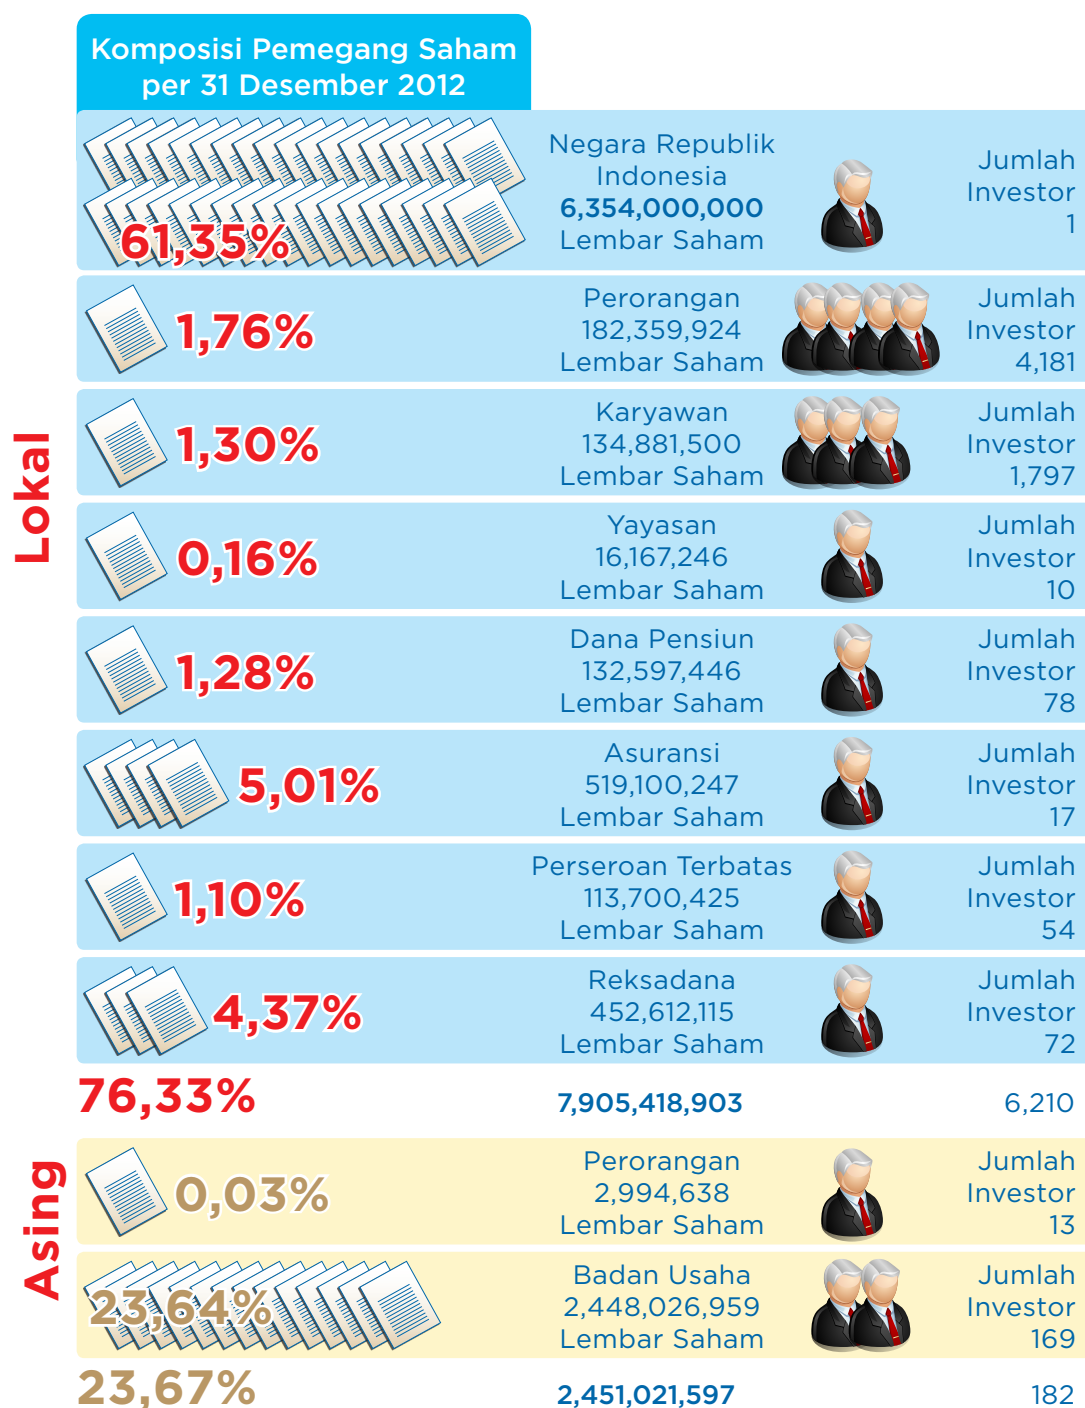 Komposisi Pemegang Saham
per 31 Desember 2012
Lokal
61,35%
Negara Republik
Indonesia
6,354,000,000
Lembar Saham
Jumlah
Investor
1
1,76%
Perorangan
182,359,924
Lembar Saham
Jumlah
Investor
4,181
1,30%
Karyawan
134,881,500
Lembar Saham
Jumlah
Investor
1,797
0,16%
Yayasan
16,167,246
Lembar Saham
Jumlah
Investor
10
1,28%
Dana Pensiun
132,597,446
Lembar Saham
Jumlah
Investor
78
5,01%
Asuransi
519,100,247
Lembar Saham
Jumlah
Investor
17
1,10%
Perseroan Terbatas
113,700,425
Lembar Saham
Jumlah
Investor
54
4,37%
Reksadana
452,612,115
Lembar Saham
Jumlah
Investor
72
76,33%
7,905,418,903
6,210
Asing
0,03%
Perorangan
2,994,638
Lembar Saham
Jumlah
Investor
13
23,64%
Badan Usaha
2,448,026,959
Lembar Saham
Jumlah
Investor
169
23,67%
2,451,021,597
182